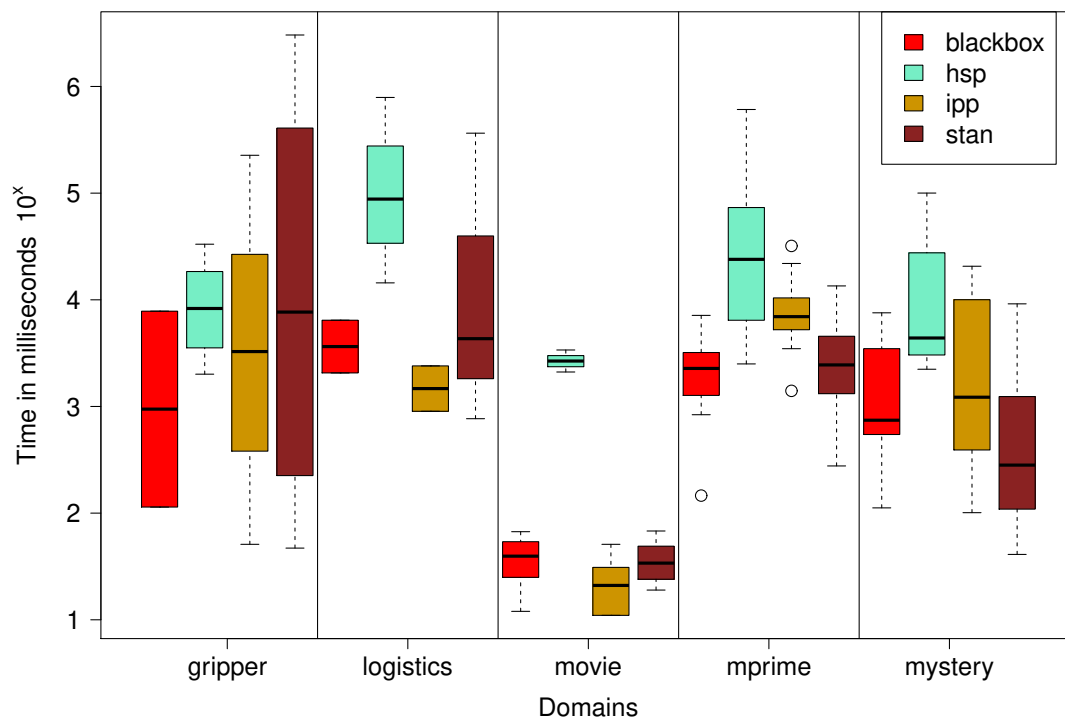 blackbox
hsp
ipp
stan
6
5
4
3
2
1
Time in milliseconds 10^x
gripper logistics movie mprime mystery
Domains